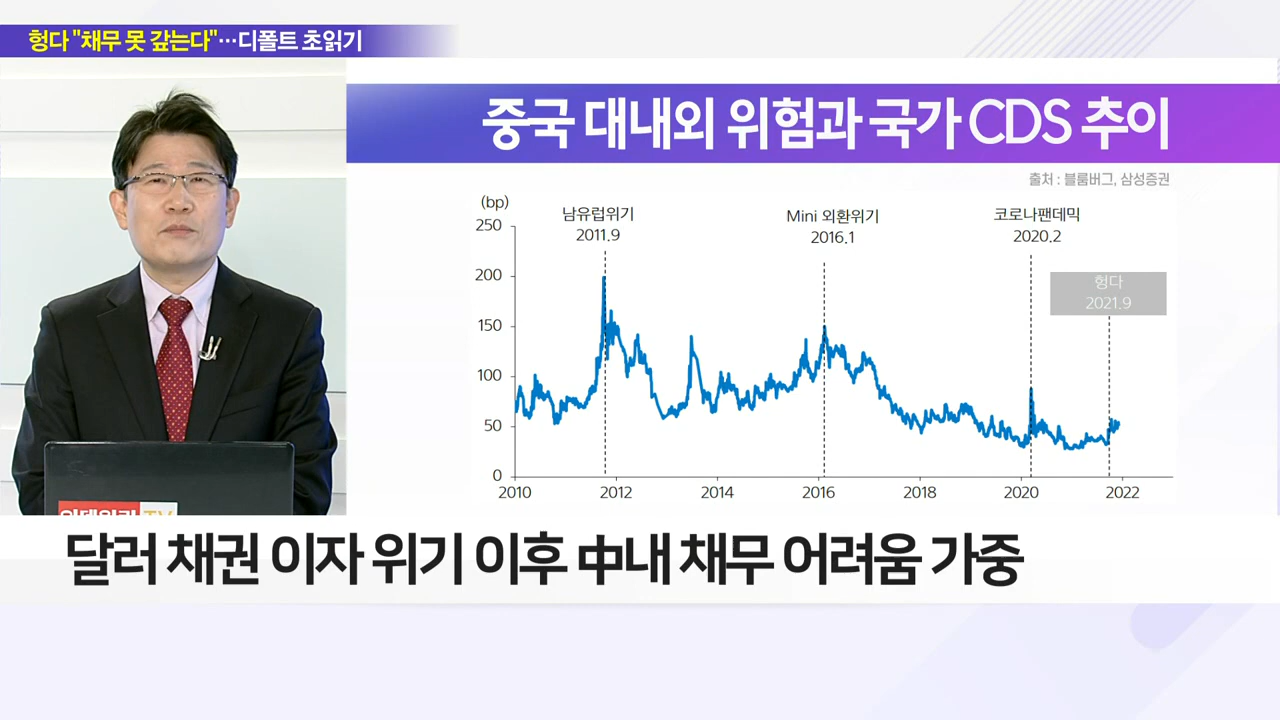 헝다 "채무 못 갚는다"…디폴트 초읽기
중국 대내외 위험과 국가 CDS 추이
출처 : 블룸버그, 삼성증권
(bp)
250
200
150
100
50
0
남유럽위기
2011.9
Mini 외환위기
2016.1
코로나팬데믹
2020.2
헝다
2021.9
2010
2012
2014
2016
2018
2020
2022
이데일리 TV
달러 채권 이자 위기 이후 中내 채무 어려움 가중